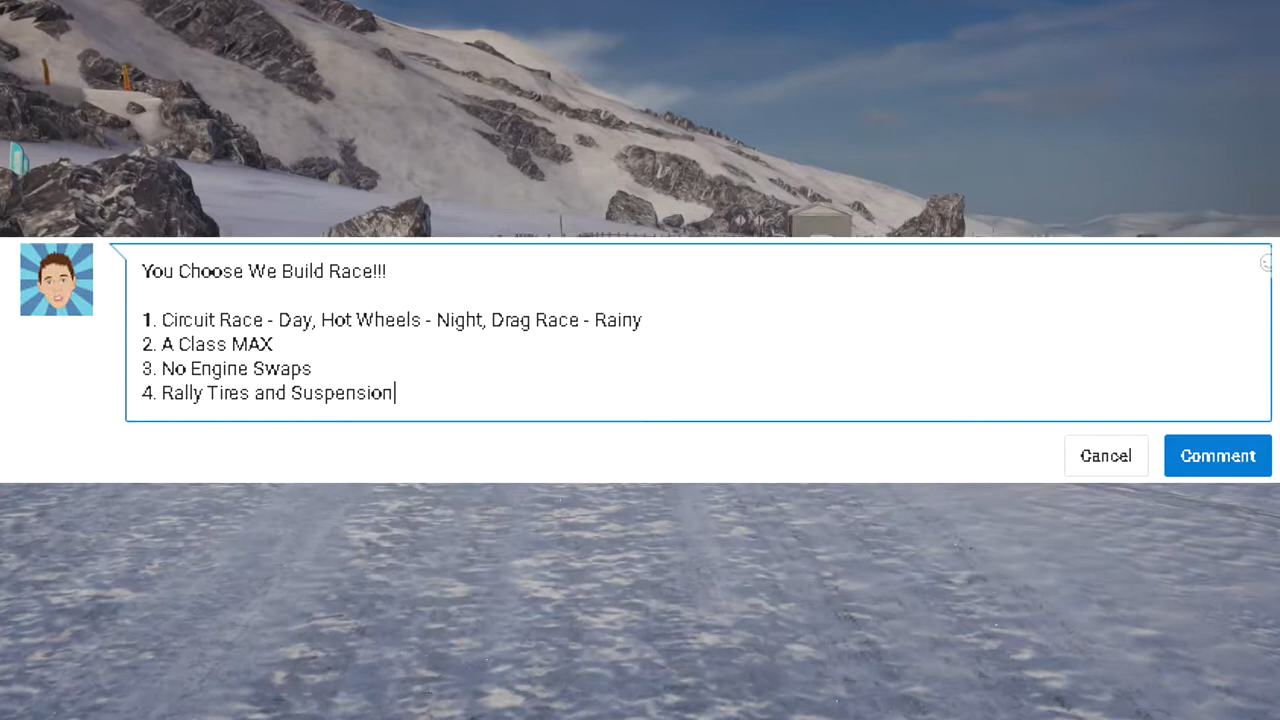 You Choose We Build Race!!!
1. Circuit Race - Day, Hot Wheels - Night, Drag Race - Rainy
2. A Class MAX
3. No Engine Swaps
4. Rally Tires and Suspension
Cancel
Comment